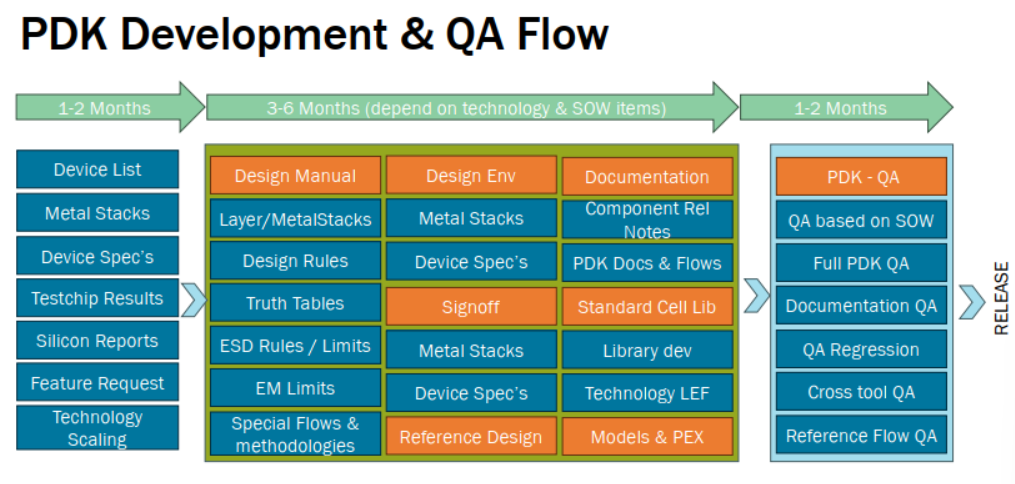 PDK Development & QA Flow
1-2 Months
3-6 Months (depend on technology & SOW items)
1-2 Months
Device List
Metal Stacks
Device Spec's
Testchip Results
Silicon Reports
Feature Request
Technology
Scaling
Design Manual
Layer/MetalStacks
Design Rules
Truth Tables
ESD Rules / Limits
EM Limits
Special Flows &
methodologies
Design Env
Metal Stacks
Device Spec's
Signoff
Metal Stacks
Device Spec's
Reference Design
Documentation
Component Rel
Notes
PDK Docs & Flows
Standard Cell Lib
Library dev
Technology LEF
Models & PEX
PDK - QA
QA based on SOW
Full PDK QA
Documentation QA
QA Regression
Cross tool QA
Reference Flow QA
RELEASE